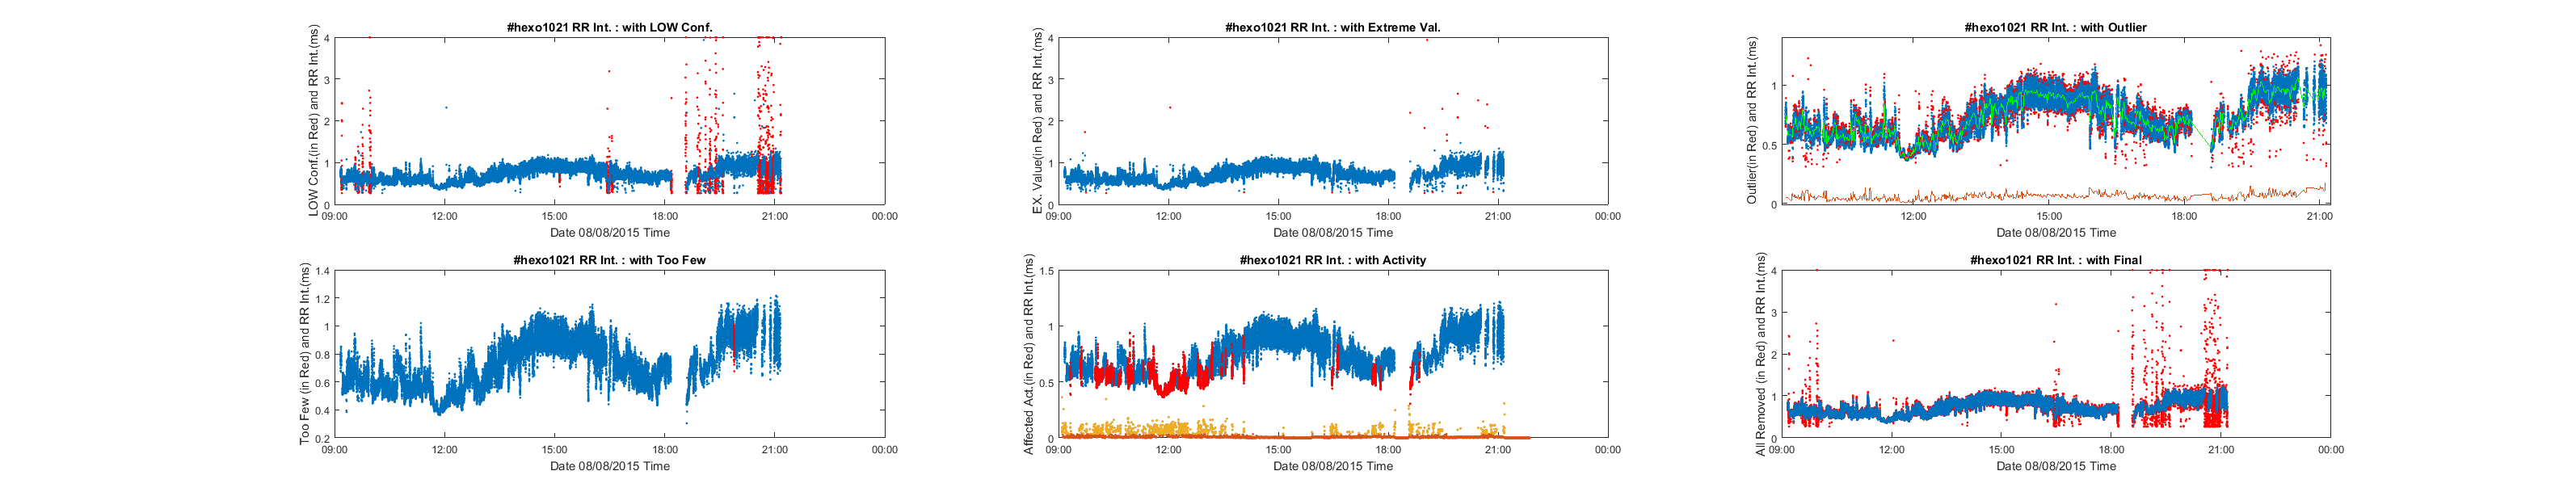 #hexo1021 RR Int. : with LOW Conf.
LOW Conf.(in Red) and RR Int.(ms)
4
3
2
1
0
09:00 12:00 15:00 18:00 21:00 00:00
Date 08/08/2015 Time
#hexo1021 RR Int. : with Extreme Val.
EX. Value(in Red) and RR Int.(ms)
4
3
2
1
0
09:00 12:00 15:00 18:00 21:00 00:00
Date 08/08/2015 Time
#hexo1021 RR Int. : with Outlier
Outlier(in Red) and RR Int.(ms)
1
0.5
0
12:00 15:00 18:00 21:00
Date 08/08/2015 Time
#hexo1021 RR Int. : with Too Few
Too Few (in Red) and RR Int.(ms)
1.4
1.2
1
0.8
0.6
0.4
0.2
09:00 12:00 15:00 18:00 21:00 00:00
Date 08/08/2015 Time
#hexo1021 RR Int. : with Activity
Affected Act.(in Red) and RR Int.(ms)
1.5
1
0.5
0
09:00 12:00 15:00 18:00 21:00 00:00
Date 08/08/2015 Time
#hexo1021 RR Int. : with Final
All Removed (in Red) and RR Int.(ms)
4
3
2
1
0
09:00 12:00 15:00 18:00 21:00 00:00
Date 08/08/2015 Time